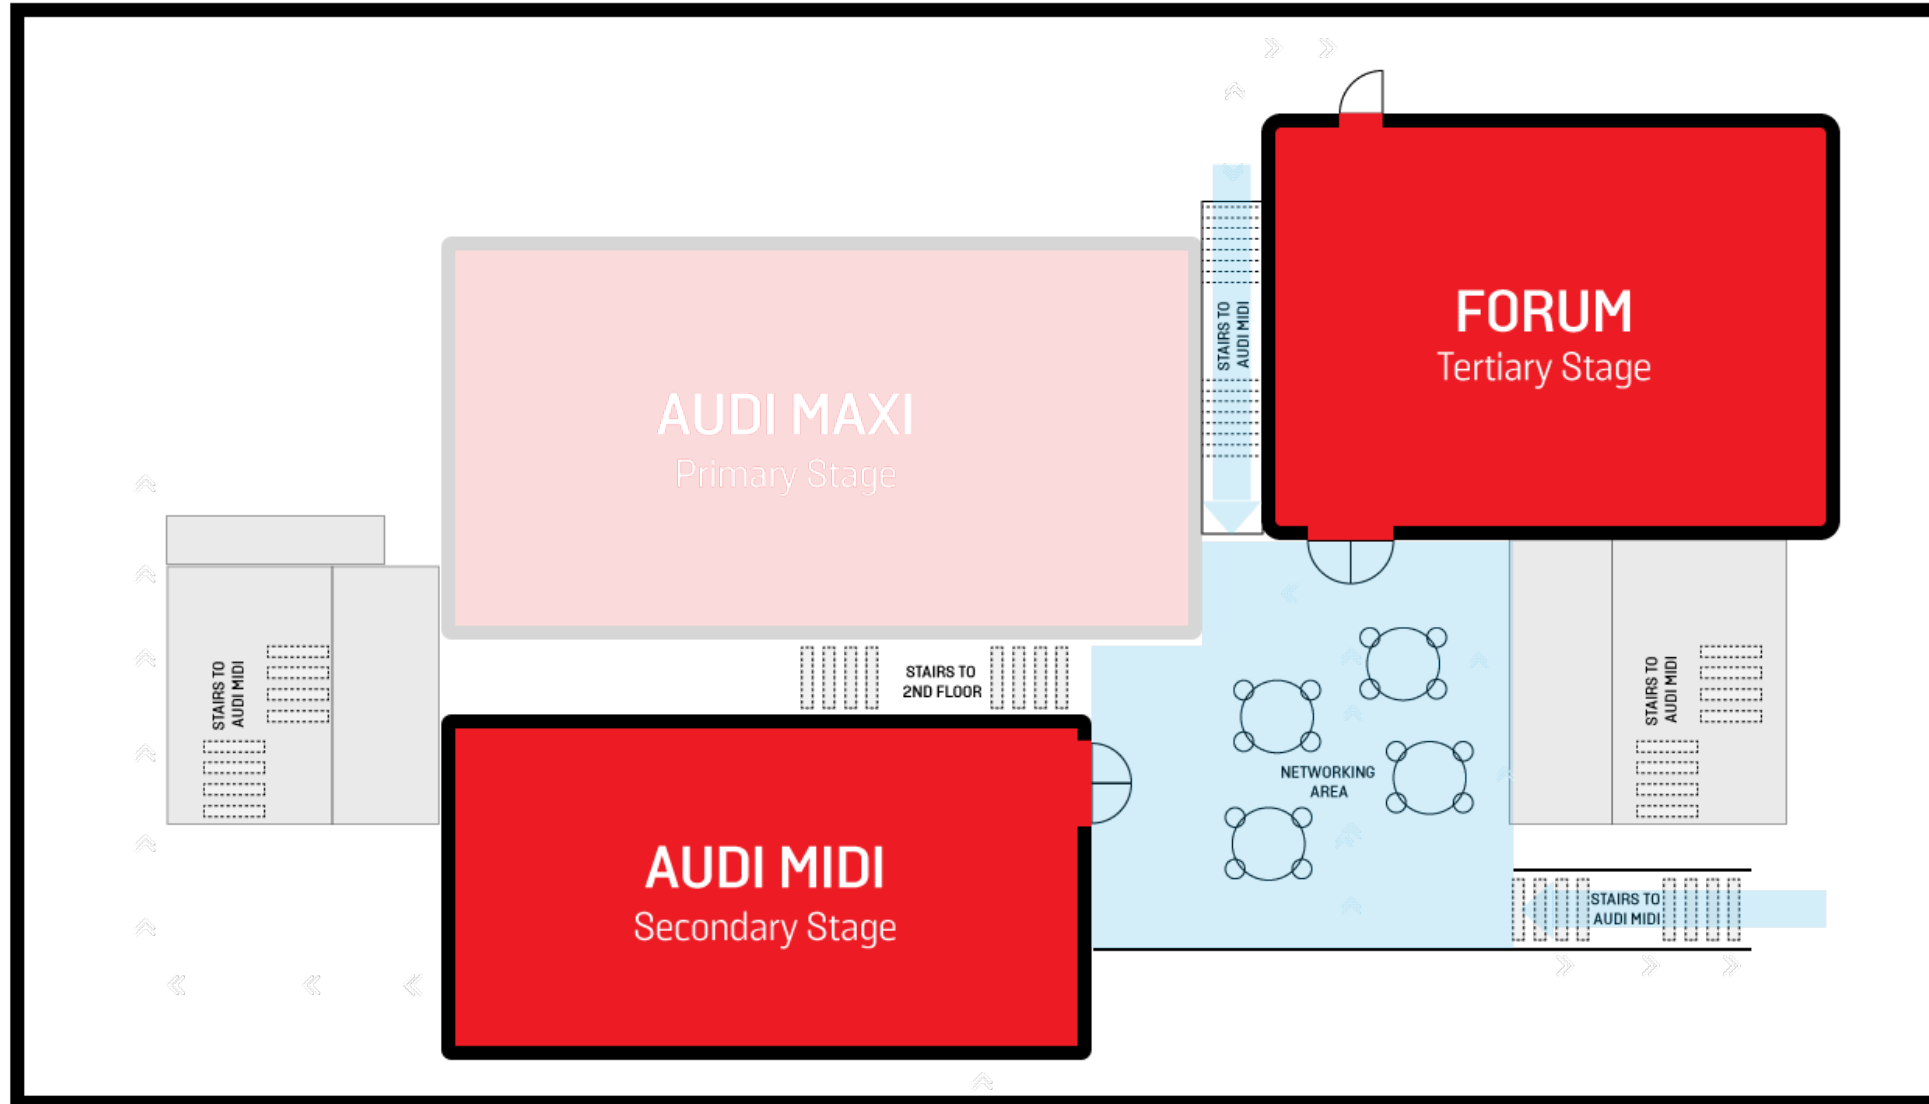 FORUM
Tertiary Stage
STAIRS TO
AUDI MIDI
AUDI MAXI
Primary Stage
STAIRS TO
AUDI MIDI
STAIRS TO
2ND FLOOR
STAIRS TO
AUDI MIDI
NETWORKING
AREA
AUDI MIDI
Secondary Stage
STAIRS TO
AUDI MIDI